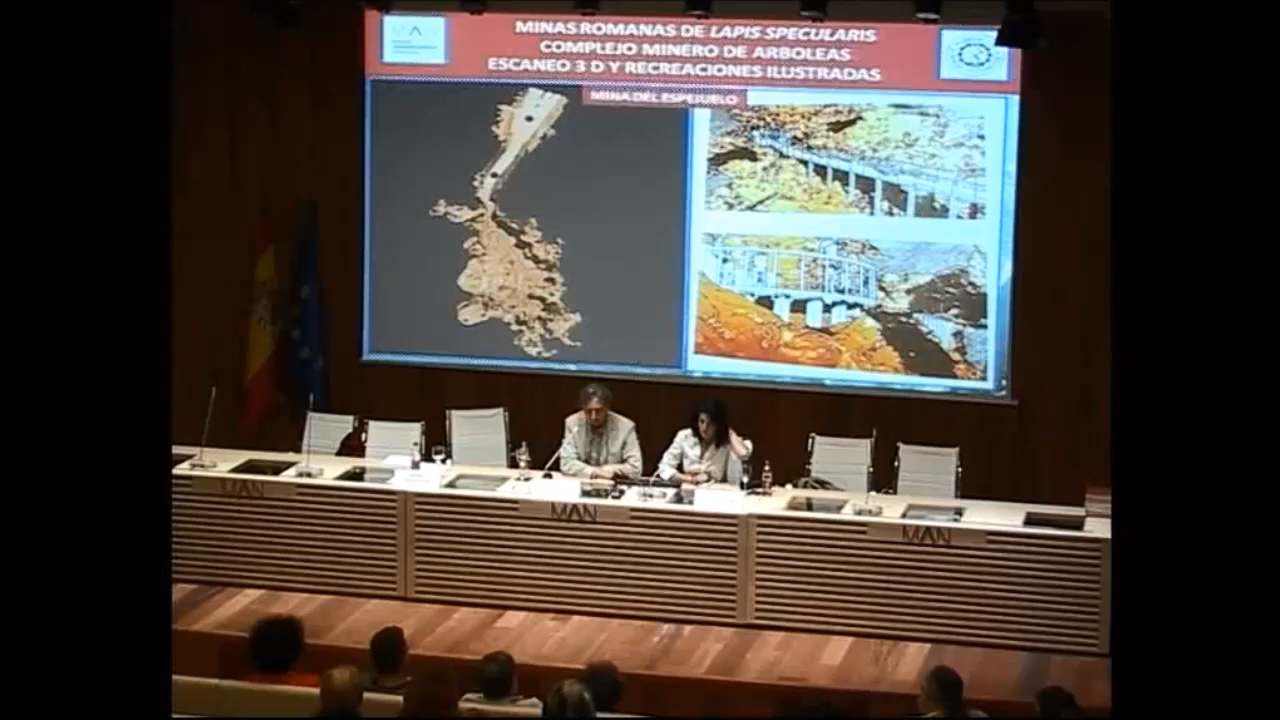 MAN
MINAS ROMANAS DE LAPIS SPECULARIS
COMPLEJO MINERO DE ARBOLEAS
ESCANEO 3 D Y RECREACIONES ILUSTRADAS
MINA DEL ESPEJUELO
MAN
MAN
MAN